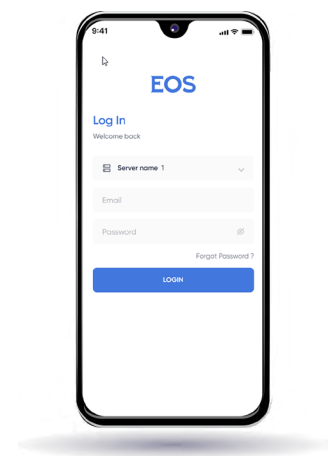 9:41
EOS
Log In
Welcome back
Server name 1
Email
Password
Forgot Password ?
LOGIN